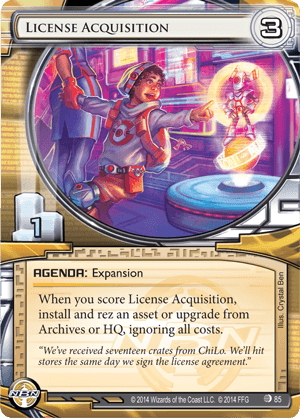 License Acquisition
3
1
AGENDA: Expansion
When you score License Acquisition,
install and rez an asset or upgrade from
Archives or HQ, ignoring all costs.
“We’ve received seventeen crates from ChiLo. We’ll hit
stores the same day we sign the license agreement.”
Illus. Crystal Ben
NBN
© 2014 Wizards of the Coast LLC. © 2014 FFG
85